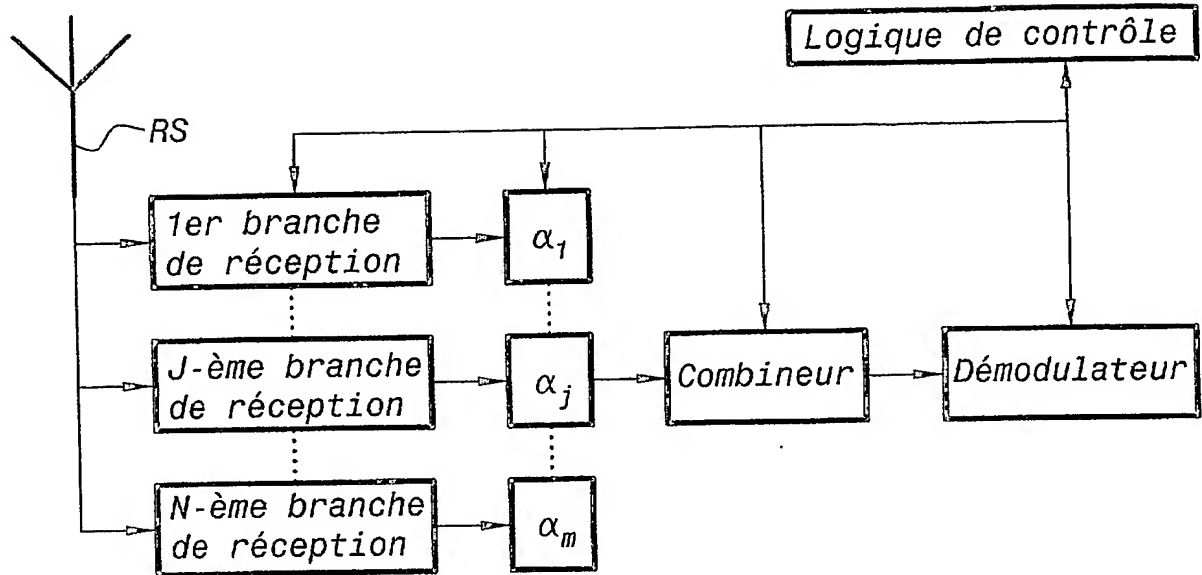 Logique de contrôle
RS
1er branche
de réception
α1
J-ème branche
de réception
αj
Combineur
Démodulateur
N-ème branche
de réception
αm